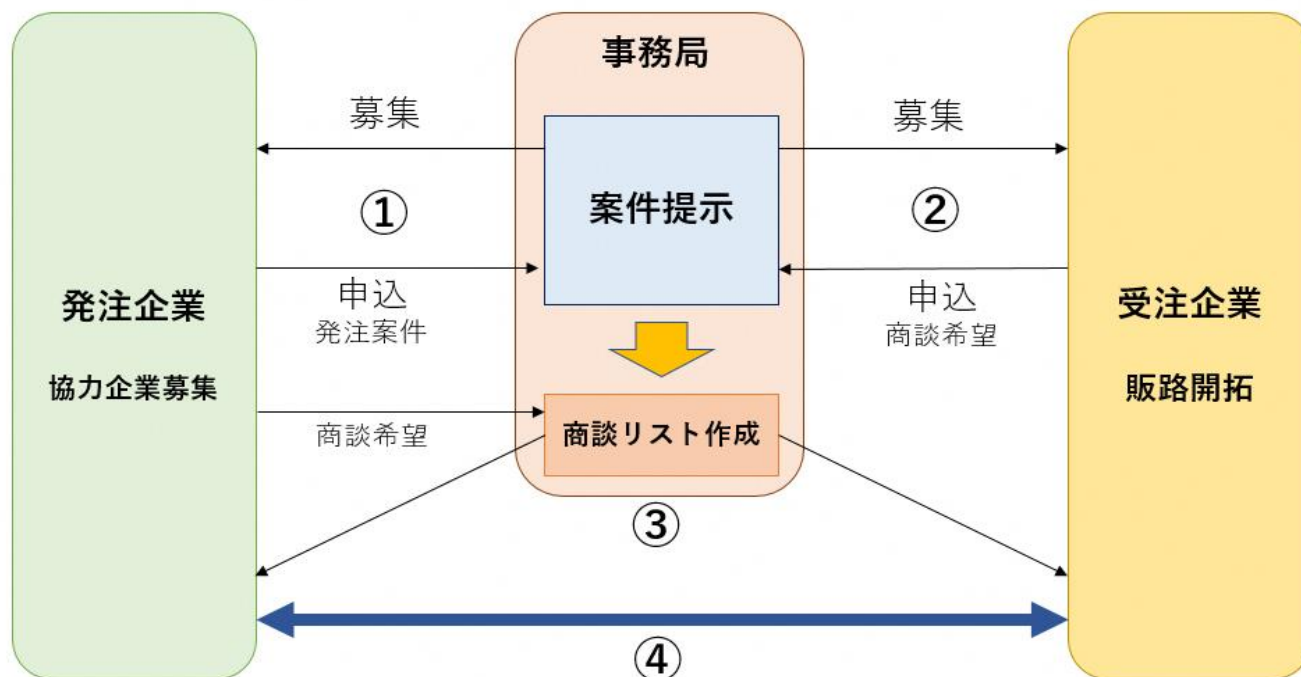 事務局
募集
募集
案件提示
①
②
発注企業
協力企業募集
申込
発注案件
申込
商談希望
受注企業
販路開拓
商談希望
商談リスト作成
③
④